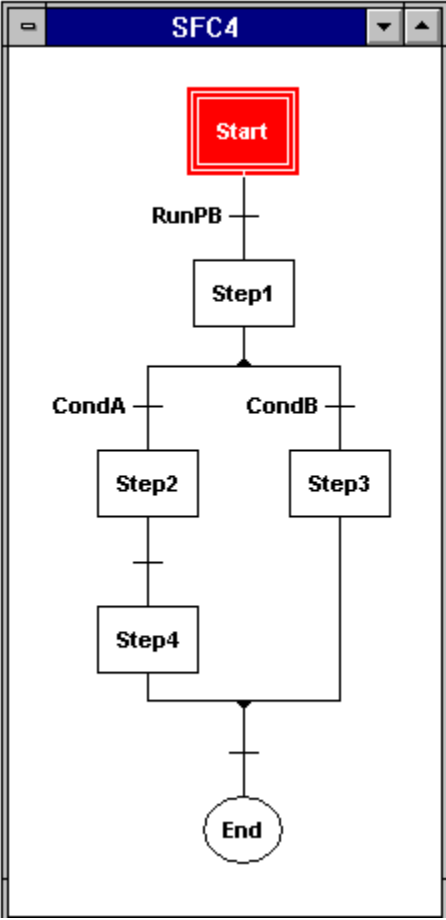 SFC4
Start
RunPB
Step1
CondA
CondB
Step2
Step3
Step4
End